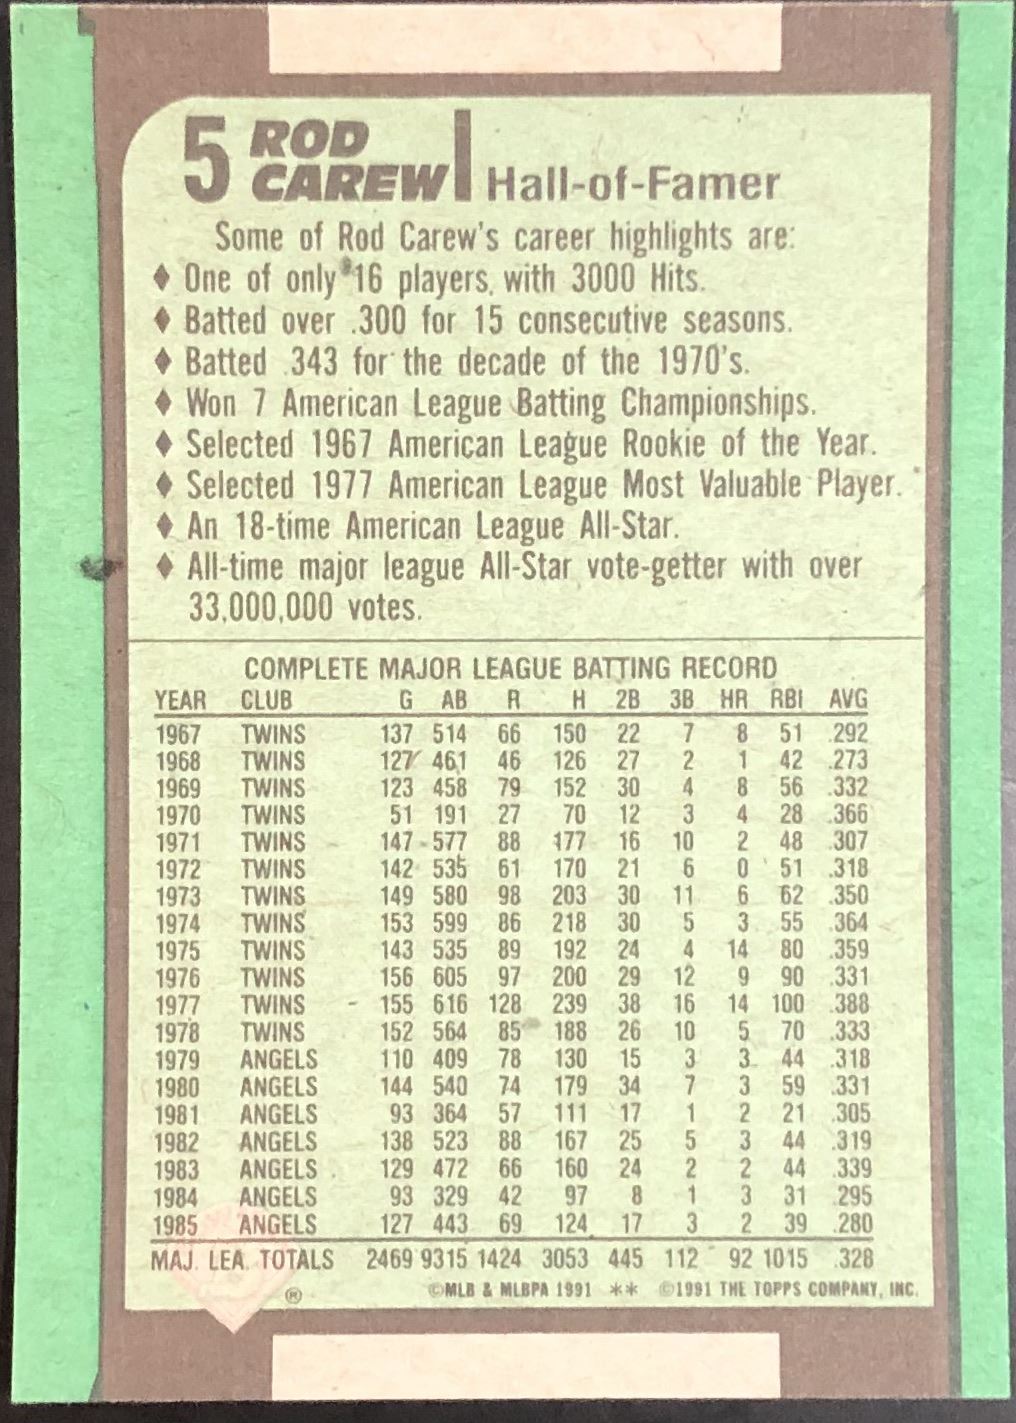 5 ROD CAREW Hall-of-Famer
Some of Rod Carew's career highlights are:
♦ One of only 16 players, with 3000 Hits.
♦ Batted over .300 for 15 consecutive seasons.
♦ Batted .343 for the decade of the 1970's.
♦ Won 7 American League Batting Championships.
♦ Selected 1967 American League Rookie of the Year.
♦ Selected 1977 American League Most Valuable Player.
♦ An 18-time American League All-Star.
♦ All-time major league All-Star vote-getter with over
33,000,000 votes.
COMPLETE MAJOR LEAGUE BATTING RECORD
YEAR CLUB G AB R H 2B 3B HR RBI AVG
1967 TWINS 137 514 66 150 22 7 8 51 .292
1968 TWINS 127 461 46 126 27 2 1 42 .273
1969 TWINS 123 458 79 152 30 4 8 56 .332
1970 TWINS 51 191 27 70 12 3 4 28 .366
1971 TWINS 147 577 88 177 16 10 2 48 .307
1972 TWINS 142 535 61 170 21 6 0 51 .318
1973 TWINS 149 580 98 203 30 11 6 62 .350
1974 TWINS 153 599 86 218 30 5 3 55 .364
1975 TWINS 143 535 89 192 24 4 14 80 .359
1976 TWINS 156 605 97 200 29 12 9 90 .331
1977 TWINS 155 616 128 239 38 16 14 100 .388
1978 TWINS 152 564 85 188 26 10 5 70 .333
1979 ANGELS 110 409 78 130 15 3 3 44 .318
1980 ANGELS 144 540 74 179 34 7 3 59 .331
1981 ANGELS 93 364 57 111 17 1 2 21 .305
1982 ANGELS 138 523 88 167 25 5 3 44 .319
1983 ANGELS 129 472 66 160 24 2 2 44 .339
1984 ANGELS 93 329 42 97 8 1 3 31 .295
1985 ANGELS 127 443 69 124 17 3 2 39 .280
MAJ. LEA. TOTALS 2469 9315 1424 3053 445 112 92 1015 .328
® ©MLB & MLBPA 1991 ** ©1991 THE TOPPS COMPANY, INC.